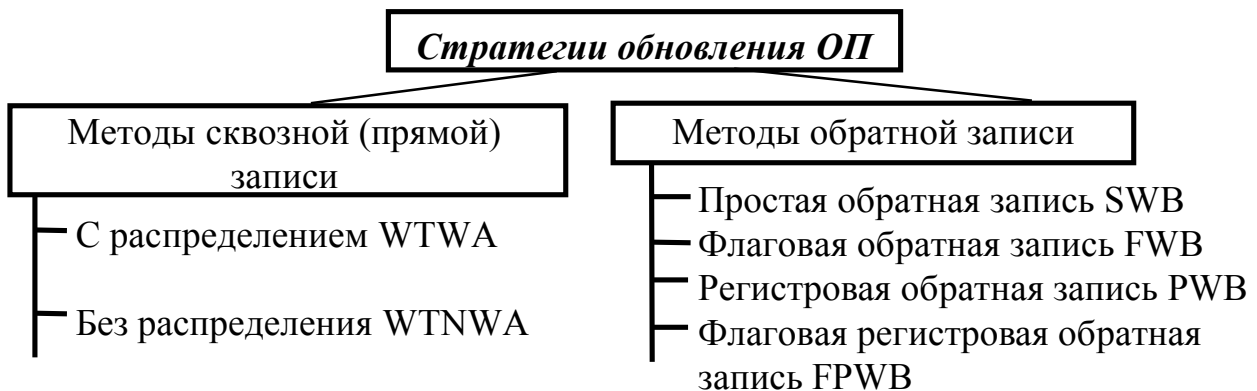 Стратегии обновления ОП
Методы сквозной (прямой)
записи
С распределением WTWA
Без распределения WTNWA
Методы обратной записи
Простая обратная запись SWB
Флаговая обратная запись FWB
Регистровая обратная запись PWB
Флаговая регистровая обратная
запись FPWB